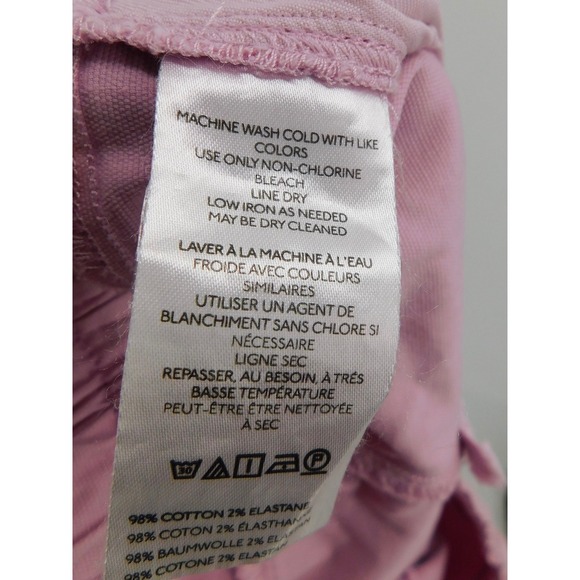 MACHINE WASH COLD WITH LIKE
COLORS
USE ONLY NON-CHLORINE
BLEACH
LINE DRY
LOW IRON AS NEEDED
MAY BE DRY CLEANED
LAVER À LA MACHINE À L'EAU
FROIDE AVEC COULEURS
SIMILAIRES
UTILISER UN AGENT DE
BLANCHIMENT SANS CHLORE SI
NÉCESSAIRE
LIGNE SEC
REPASSER, AU BESOIN, À TRÉS
BASSE TEMPÉRATURE
PEUT-ÊTRE ÊTRE NETTOYÉE
À SEC
30 P
98% COTTON 2% ELASTANE
98% COTON 2% ÉLASTHANNE
98% BAUMWOLLE 2%
98% COTONE 2% ELAST